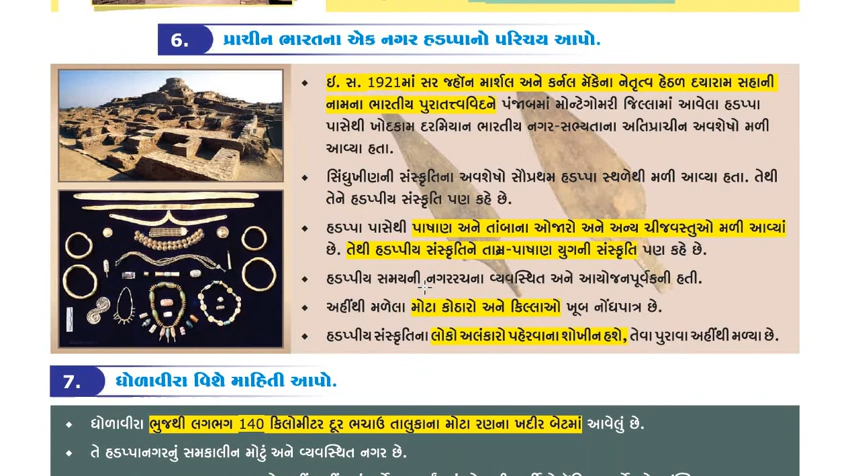 6. પ્રાચીન ભારતના એક નગર હડપ્પાનો પરિચય આપો.
♦ ઈ. સ. 1921માં સર જ્હૉન માર્શલ અને કર્નલ મૅકેના નેતૃત્વ હેઠળ દયારામ સહાની
નામના ભારતીય પુરાતત્ત્વવિદને પંજાબમાં મોન્ટેગોમરી જિલ્લામાં આવેલા હડપ્પા
પાસેથી ખોદકામ દરમિયાન ભારતીય નગર-સભ્યતાના અતિપ્રાચીન અવશેષો મળી
આવ્યા હતા.
♦ સિંધુખીણની સંસ્કૃતિના અવશેષો સૌપ્રથમ હડપ્પા સ્થળેથી મળી આવ્યા હતા. તેથી
તેને હડપ્પીય સંસ્કૃતિ પણ કહે છે.
♦ હડપ્પા પાસેથી પાષાણ અને તાંબાના ઓજારો અને અન્ય ચીજવસ્તુઓ મળી આવ્યાં
છે. તેથી હડપ્પીય સંસ્કૃતિને તામ્ર-પાષાણ યુગની સંસ્કૃતિ પણ કહે છે.
♦ હડપ્પીય સમયની નગરરચના વ્યવસ્થિત અને આયોજનપૂર્વકની હતી.
♦ અહીંથી મળેલા મોટા કોઠારો અને કિલ્લાઓ ખૂબ નોંધપાત્ર છે.
♦ હડપ્પીય સંસ્કૃતિના લોકો અલંકારો પહેરવાના શોખીન હશે, તેવા પુરાવા અહીંથી મળ્યા છે.
7. ધોળાવીરા વિશે માહિતી આપો.
♦ ધોળાવીરા ભુજથી લગભગ 140 કિલોમીટર દૂર ભચાઉ તાલુકાના મોટા રણના ખદીર બેટમાં આવેલું છે.
♦ તે હડપ્પાનગરનું સમકાલીન મોટું અને વ્યવસ્થિત નગર છે.